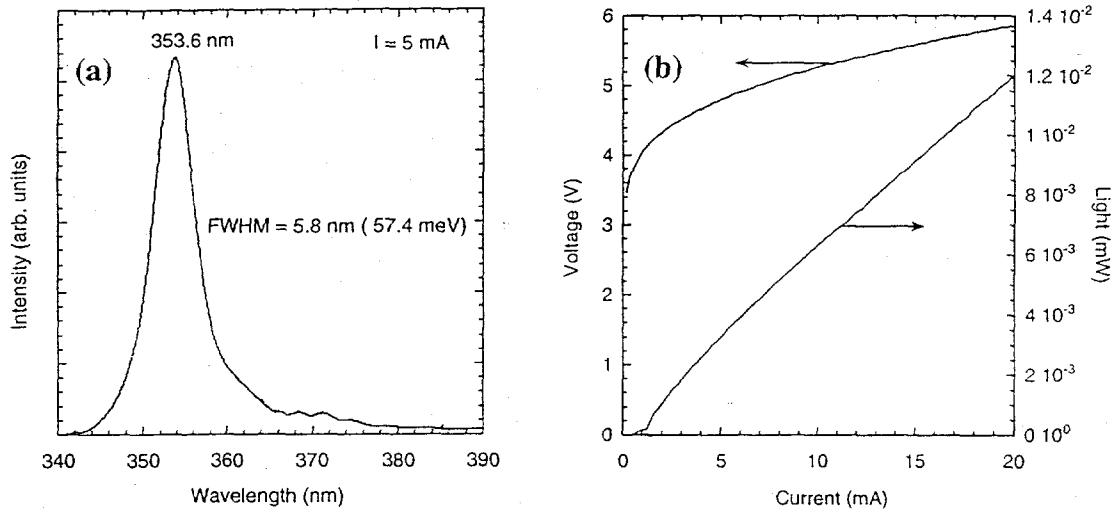 (a)
353.6 nm
I = 5 mA
FWHM = 5.8 nm ( 57.4 meV)
Intensity (arb. units)
340 350 360 370 380 390
Wavelength (nm)
(b)
6
5
4
3
2
1
0
Voltage (V)
1.4 10⁻²
1.2 10⁻²
1 10⁻²
8 10⁻³
6 10⁻³
4 10⁻³
2 10⁻³
0 10⁰
Light (mW)
0 5 10 15 20
Current (mA)